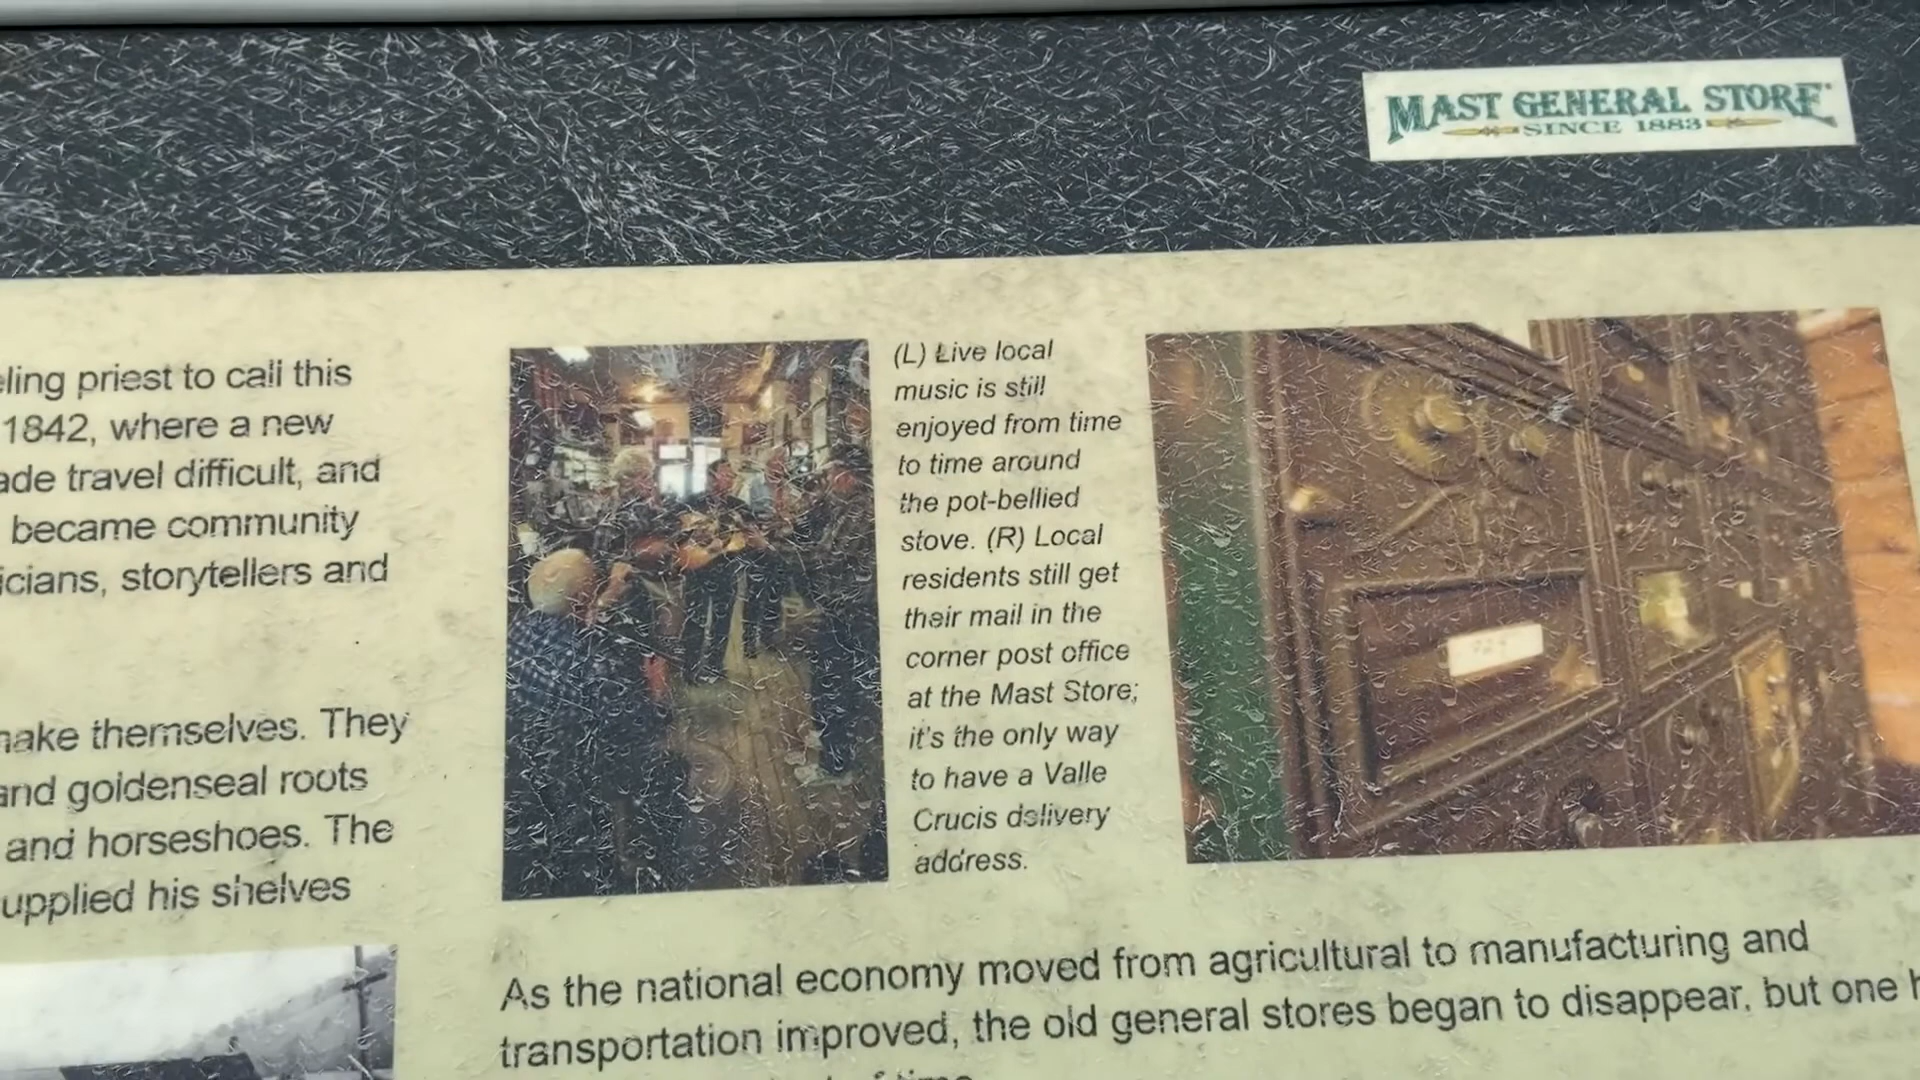 MAST GENERAL STORE
SINCE 1883
ling priest to call this
1842, where a new
ade travel difficult, and
became community
icians, storytellers and
make themselves. They
and goldenseal roots
and horseshoes. The
upplied his shelves
(L) Live local
music is still
enjoyed from time
to time around
the pot-bellied
stove. (R) Local
residents still get
their mail in the
corner post office
at the Mast Store;
it's the only way
to have a Valle
Crucis delivery
address.
As the national economy moved from agricultural to manufacturing and
transportation improved, the old general stores began to disappear, but one